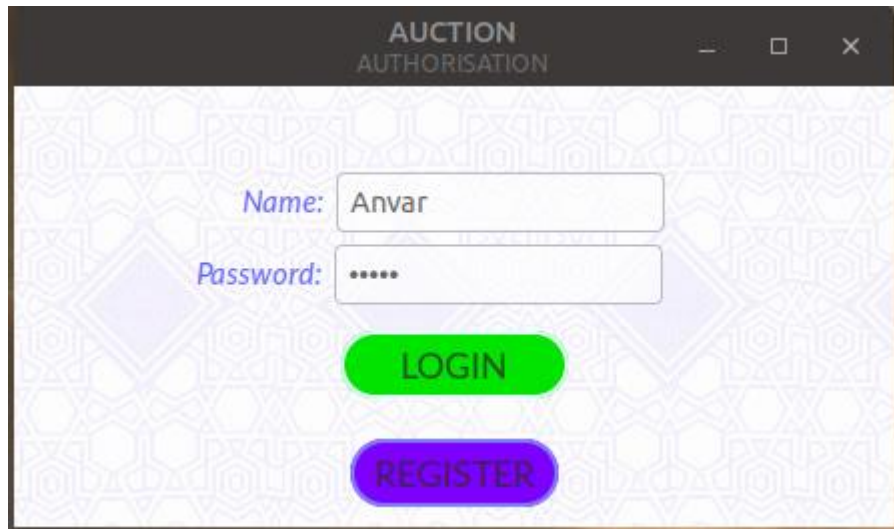 AUCTION
AUTHORISATION
Name: Anvar
Password: •••••
LOGIN
REGISTER